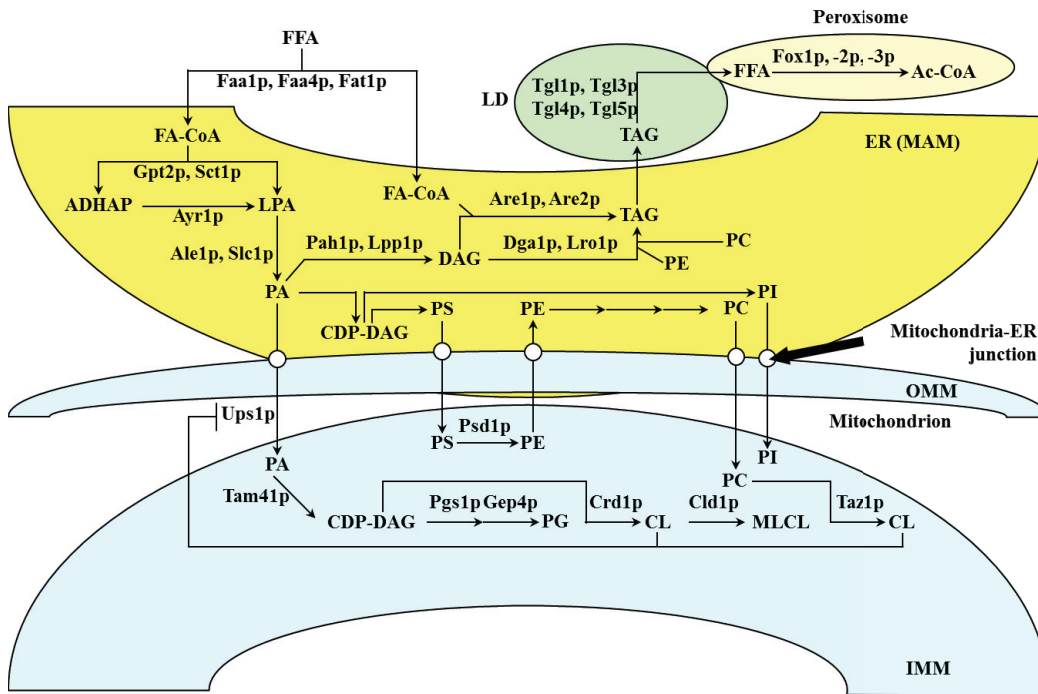 Peroxisome
FFA
Fox1p, -2p, -3p
Faa1p, Faa4p, Fat1p
Tgl1p, Tgl3p
FFA
Ac-CoA
LD
Tgl4p, Tgl5p
FA-CoA
TAG
ER (MAM)
Gpt2p, Sct1p
FA-CoA
Are1p, Are2p
ADHAP
LPA
TAG
Ayr1p
Pah1p, Lpp1p
Dga1p, Lro1p
PC
Ale1p, Slc1p
DAG
PE
PA
PI
PS
PE
PC
CDP-DAG
Mitochondria-ER
junction
OMM
Ups1p
Mitochondrion
Psd1p
PS
PE
PI
PA
PC
Tam41p
Pgs1p
Gep4p
Crd1p
Cld1p
Taz1p
CDP-DAG
PG
CL
MLCL
CL
IMM